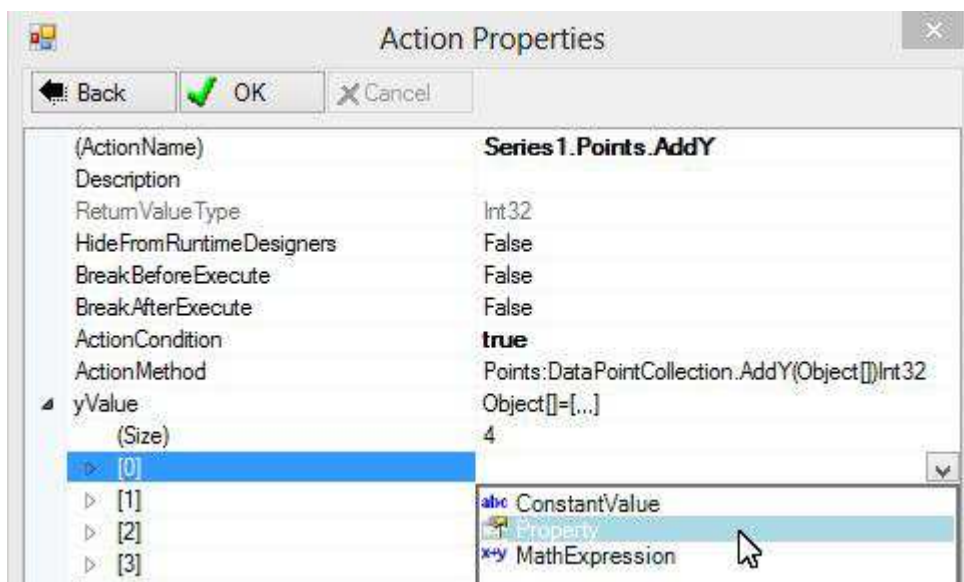 Action Properties
Back OK Cancel
(ActionName) Series1.Points.AddY
Description
ReturnValueType Int32
HideFromRuntimeDesigners False
BreakBeforeExecute False
BreakAfterExecute False
ActionCondition true
ActionMethod Points:DataPointCollection.AddY(Object[])Int32
yValue Object[]=[...]
(Size) 4
[0]
[1] abc ConstantValue
[2] Property
x+y MathExpression
[3]